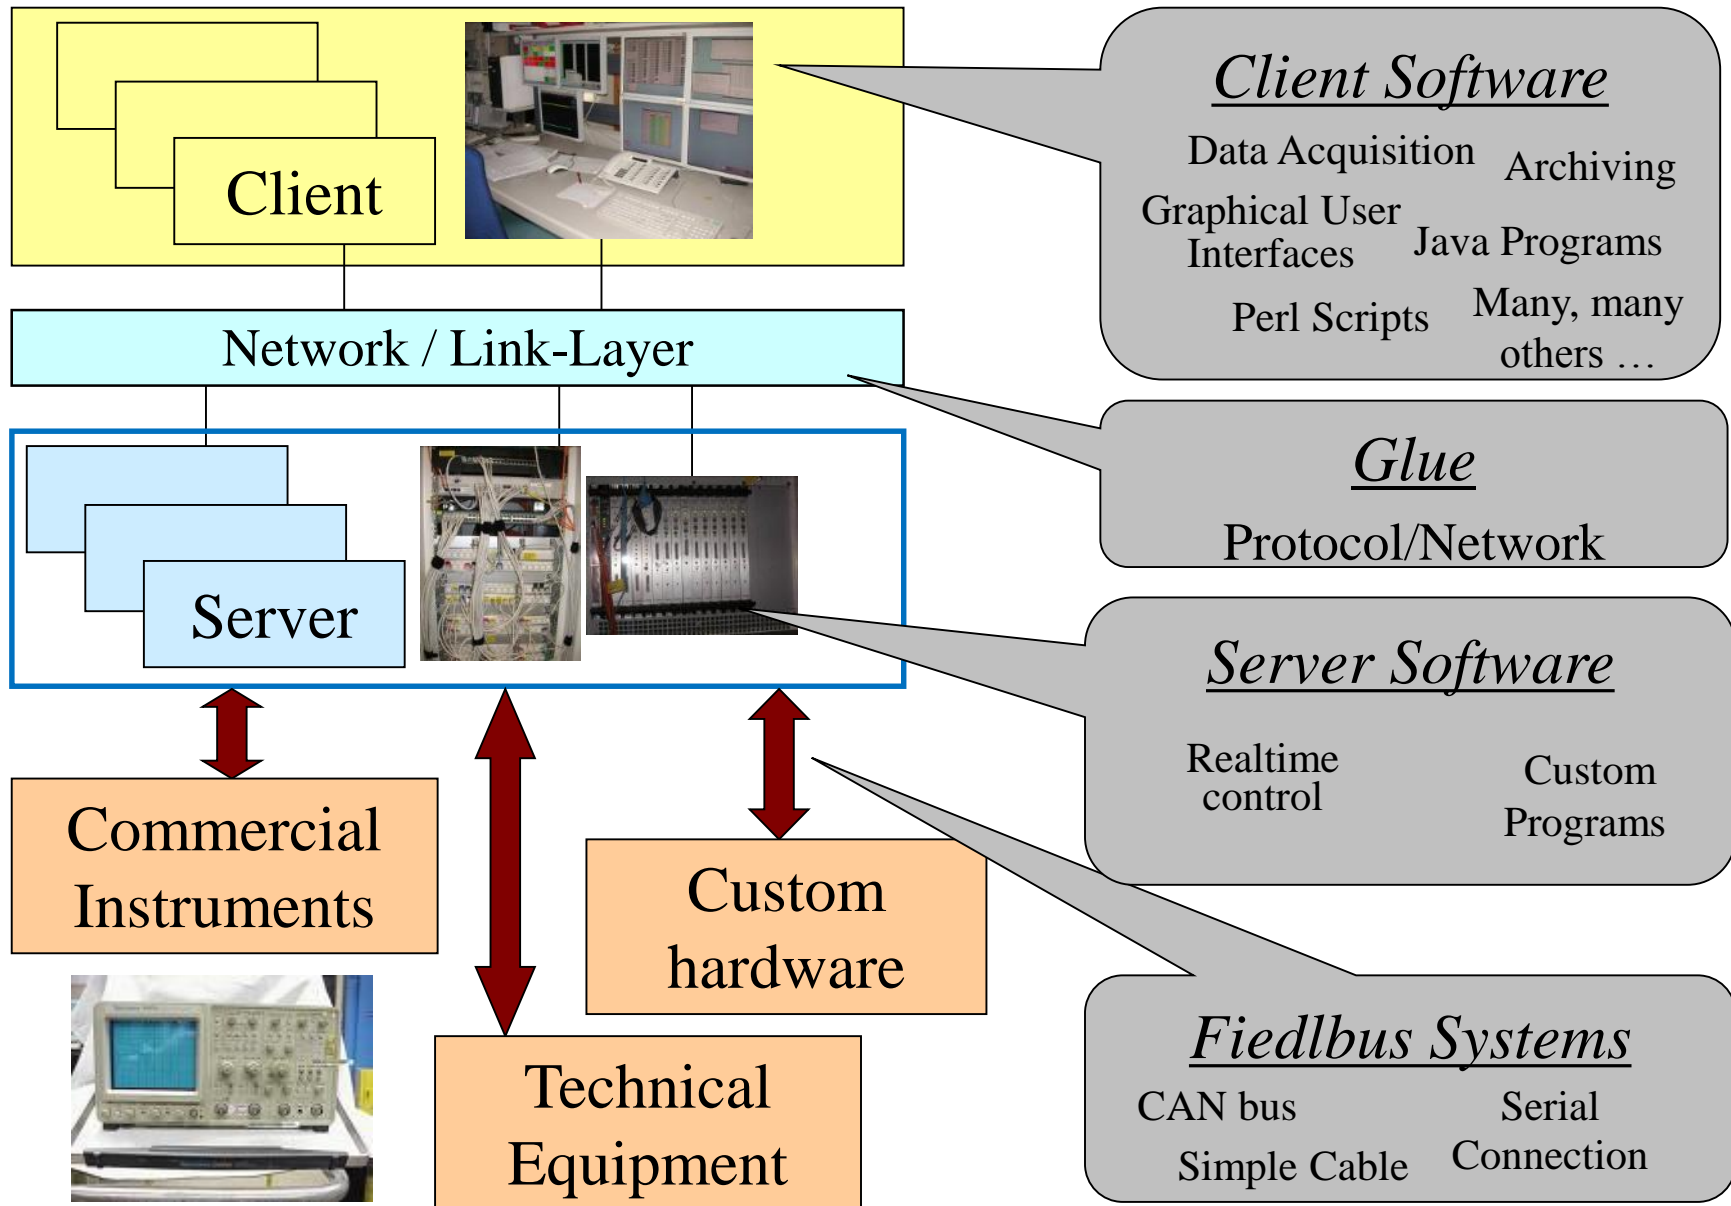 Client
Network / Link-Layer
Server
Commercial
Instruments
Custom
hardware
Technical
Equipment
Client Software
Data Acquisition
Archiving
Graphical User
Interfaces
Java Programs
Perl Scripts
Many, many
others …
Glue
Protocol/Network
Server Software
Realtime
control
Custom
Programs
Fiedlbus Systems
CAN bus
Serial
Connection
Simple Cable